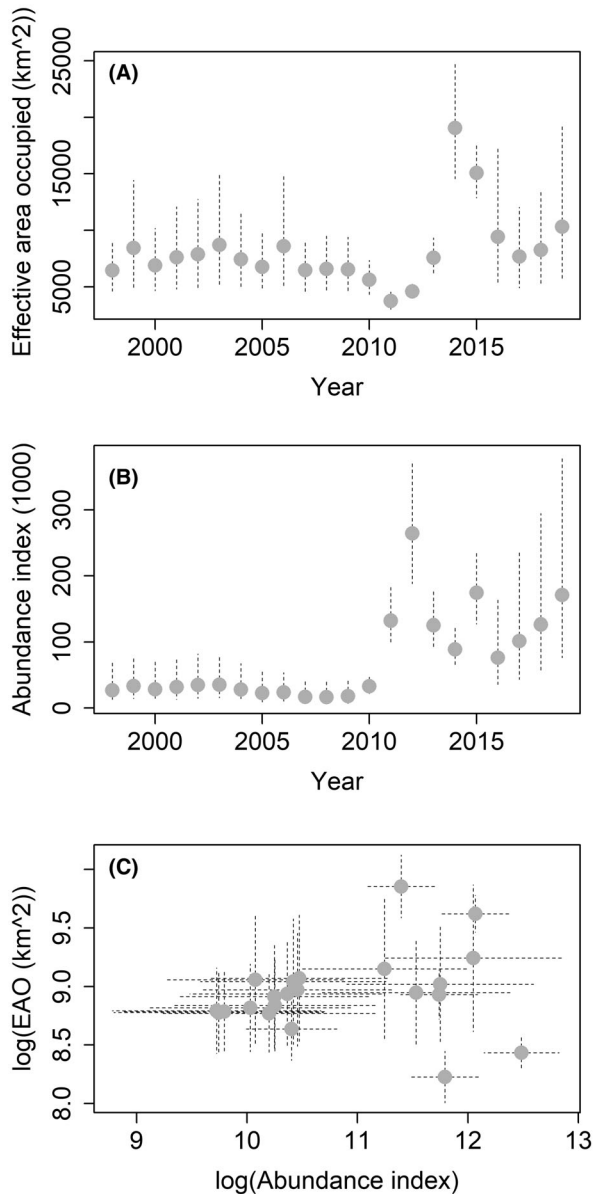 (A)
Effective area occupied (km^2))
25000
15000
5000
2000 2005 2010 2015
Year
(B)
Abundance index (1000)
300
200
100
0
2000 2005 2010 2015
Year
(C)
log(EAO (km^2))
9.5
9.0
8.5
8.0
9 10 11 12 13
log(Abundance index)